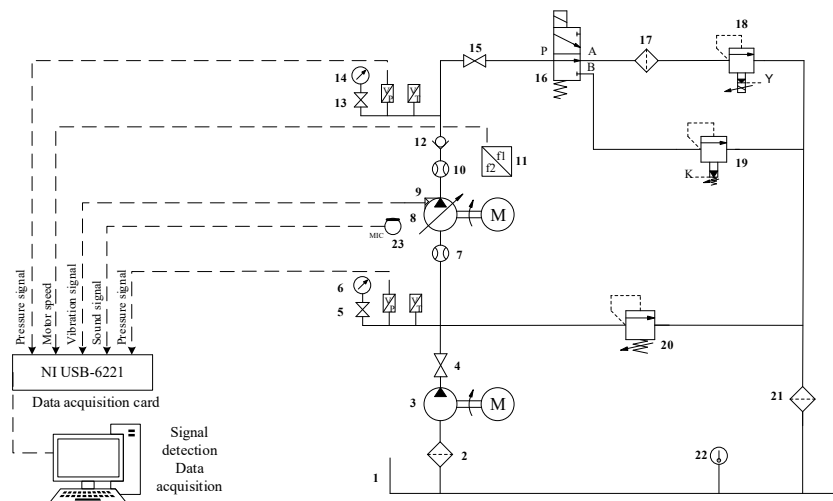 18
17
15
P
A
B
16
Y
14
13
V
P
V
T
12
f1
f2
11
10
19
K
9
8
M
MIC
23
7
6
5
V
P
V
T
Pressure signal
Motor speed
Vibration signal
Sound signal
Pressure signal
20
4
NI USB-6221
Data acquisition card
3
M
21
Signal
detection
Data
acquisition
2
22
1